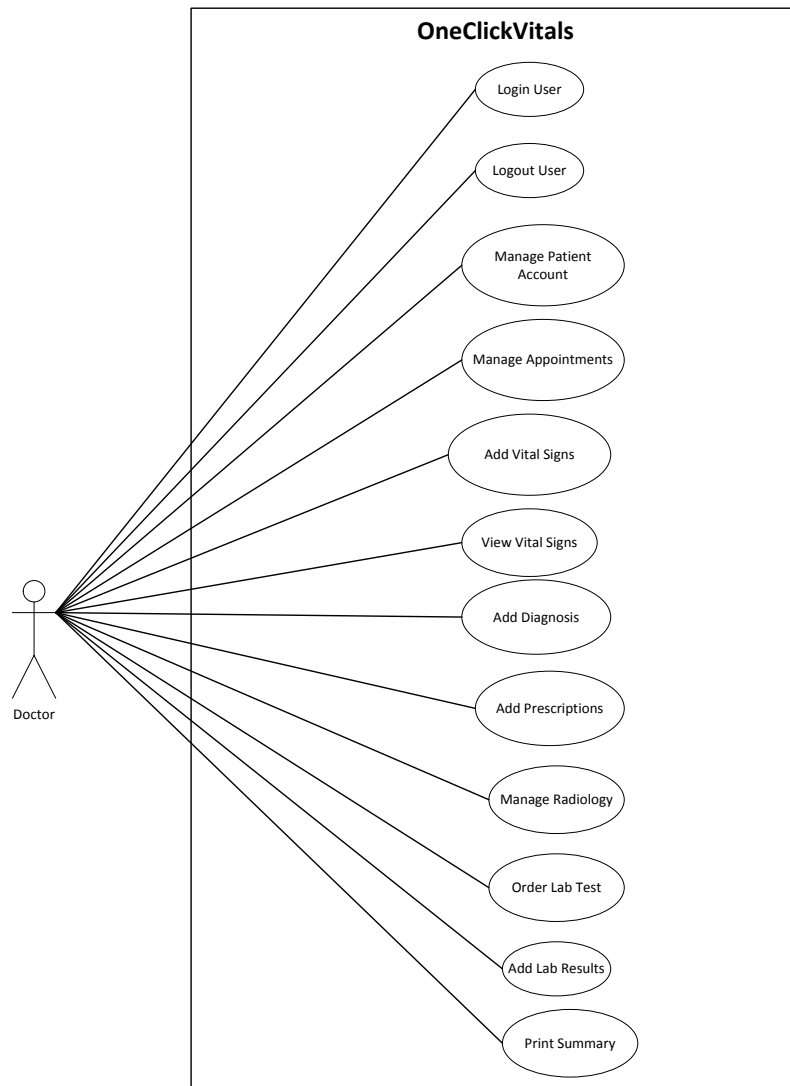 OneClickVitals
Login User
Logout User
Manage Patient
Account
Manage Appointments
Add Vital Signs
View Vital Signs
Add Diagnosis
Doctor
Add Prescriptions
Manage Radiology
Order Lab Test
Add Lab Results
Print Summary